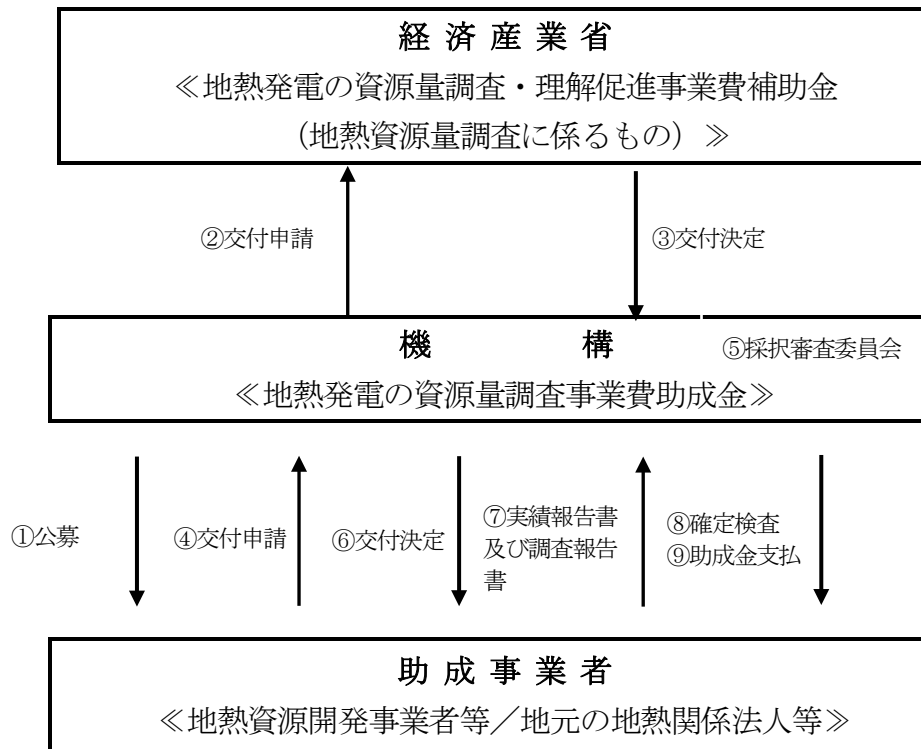 経 済 産 業 省
≪地熱発電の資源量調査・理解促進事業費補助金
（地熱資源量調査に係るもの）≫
②交付申請
③交付決定
機 構
⑤採択審査委員会
≪地熱発電の資源量調査事業費助成金≫
①公募
④交付申請
⑥交付決定
⑦実績報告書
及び調査報告
書
⑧確定検査
⑨助成金支払
助 成 事 業 者
≪地熱資源開発事業者等／地元の地熱関係法人等≫